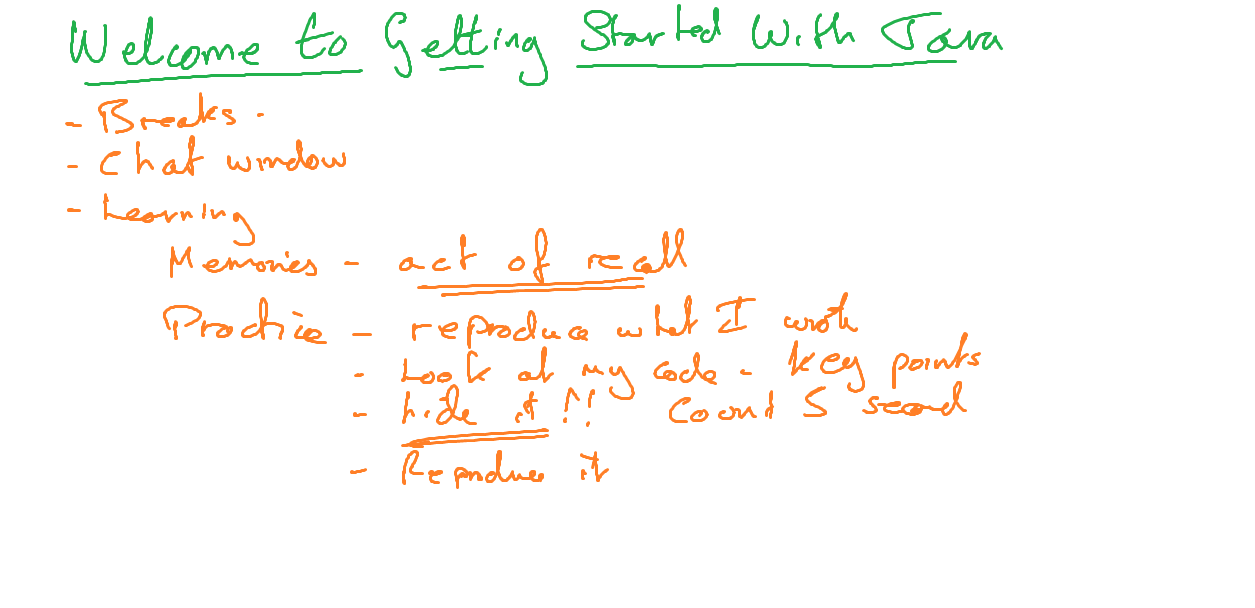 Welcome to Getting Started With Java
- Breaks.
- Chat window
- Learning
Memories - act of recall
Practice - reproduce what I wrote
- Look at my code - key points
- hide it!! Count 5 second
- Reproduce it